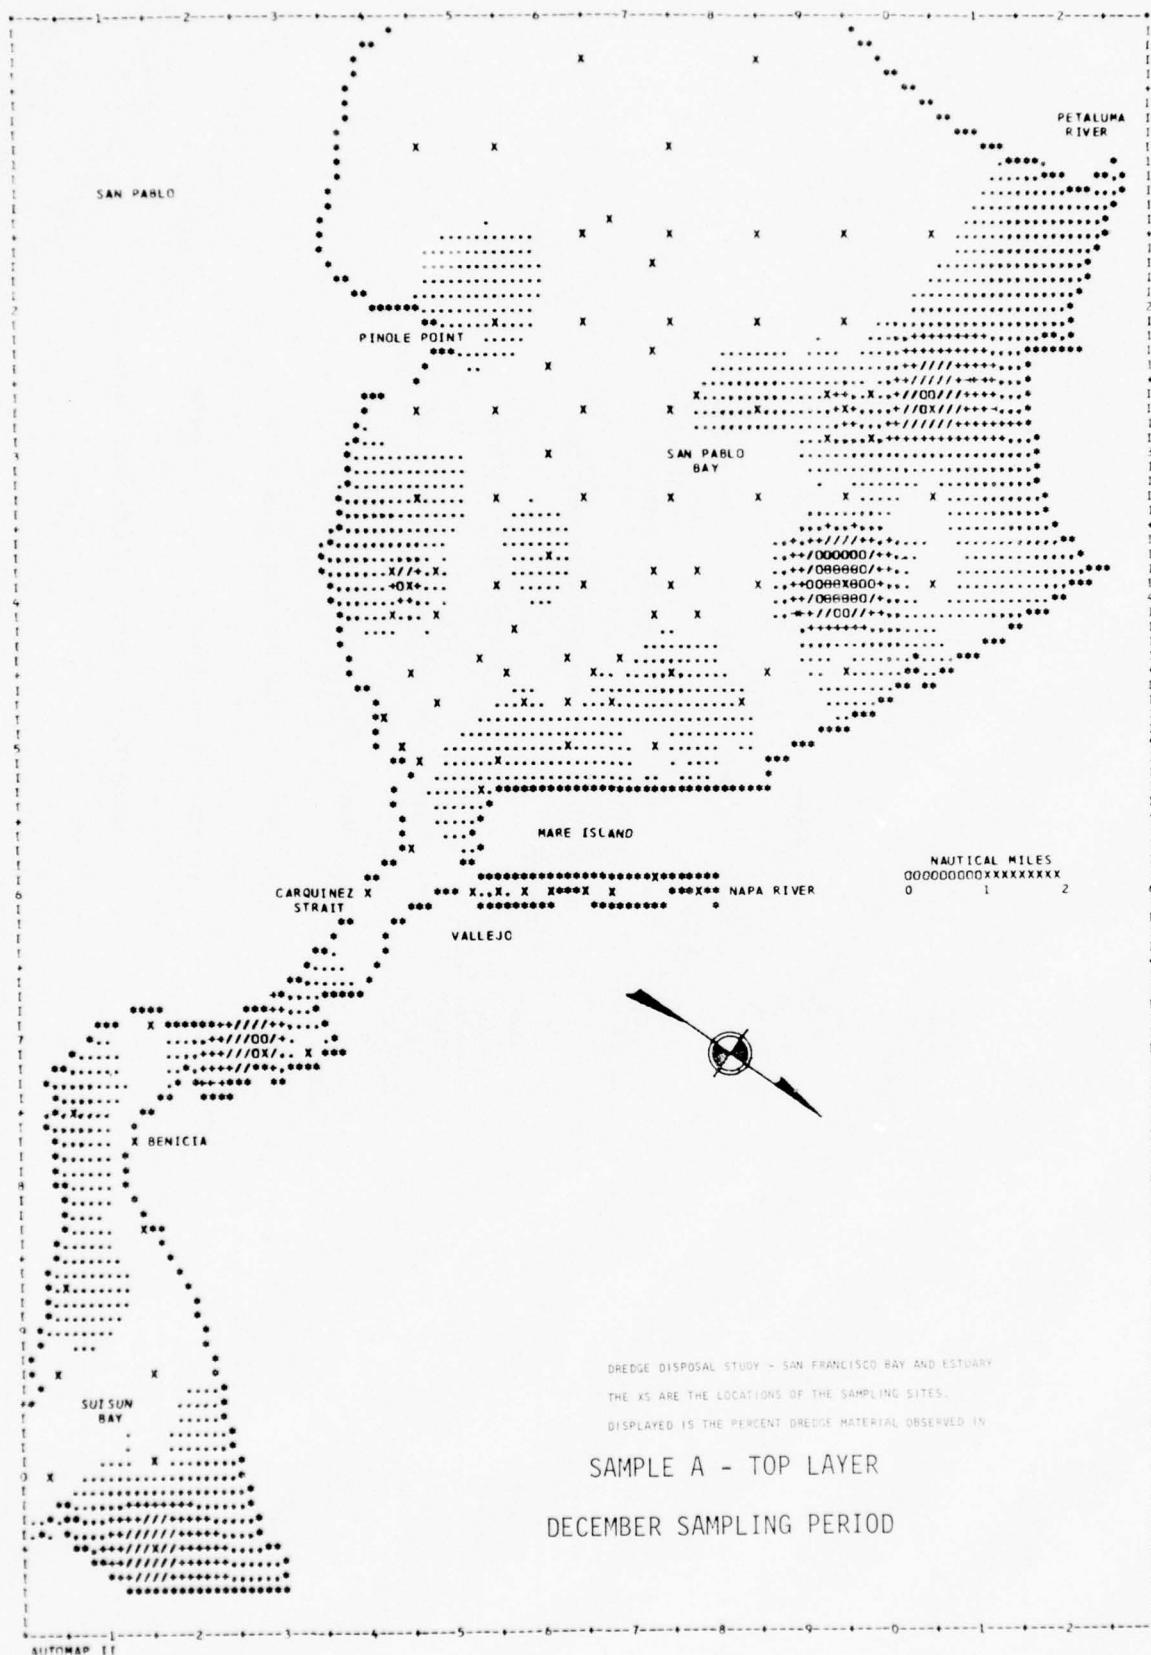 PETALUMA
RIVER
SAN PABLO
PINOLE POINT
SAN PABLO
BAY
MARE ISLAND
NAUTICAL MILES
000000000XXXXXXXXXX
0 1 2
CARQUINEZ
STRAIT
NAPA RIVER
VALLEJO
BENICIA
DREDGE DISPOSAL STUDY - SAN FRANCISCO BAY AND ESTUARY
THE XS ARE THE LOCATIONS OF THE SAMPLING SITES.
DISPLAYED IS THE PERCENT DREDGE MATERIAL OBSERVED IN
SUISUN
BAY
SAMPLE A - TOP LAYER
DECEMBER SAMPLING PERIOD
AUTOMAP II